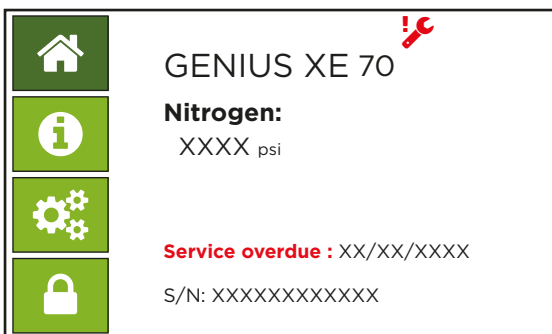 GENIUS XE 70
Nitrogen:
XXXX psi
Service overdue : XX/XX/XXXX
S/N: XXXXXXXXXXXX